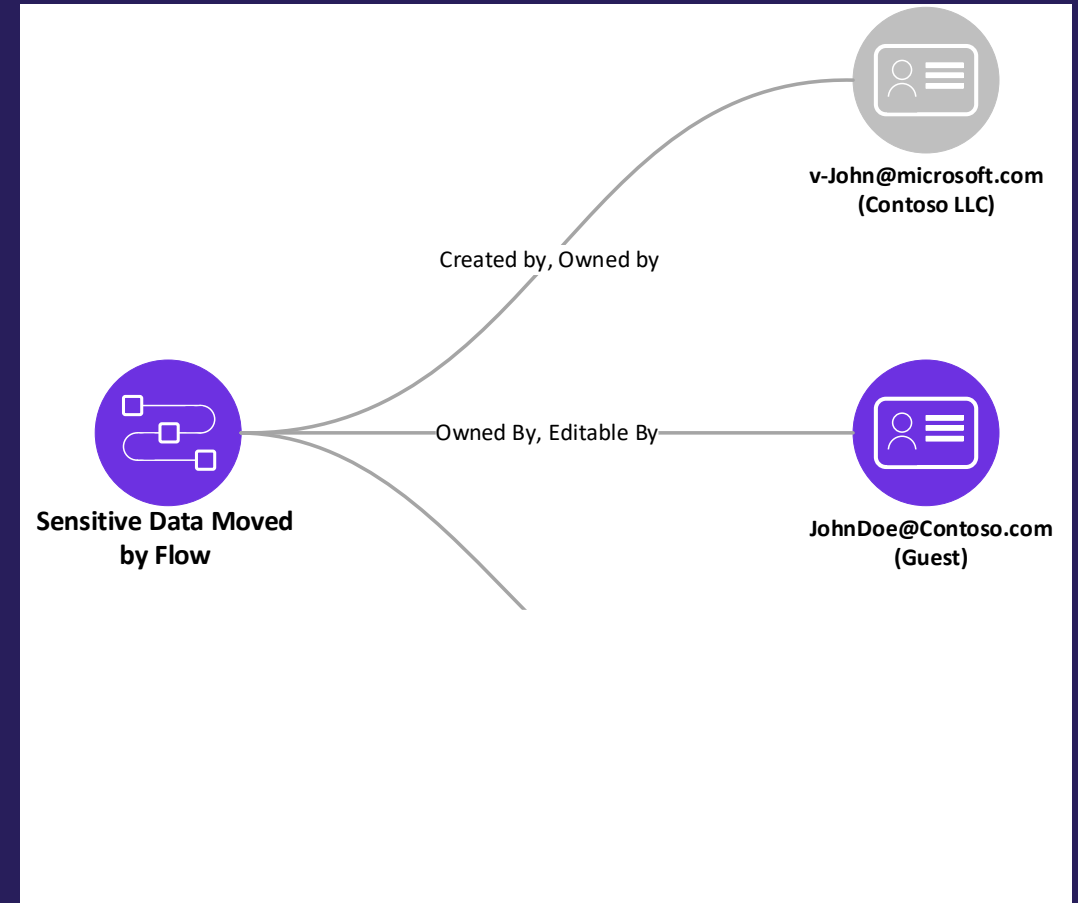 v-John@microsoft.com
(Contoso LLC)
Created by, Owned by
Owned By, Editable By
Sensitive Data Moved
by Flow
JohnDoe@Contoso.com
(Guest)